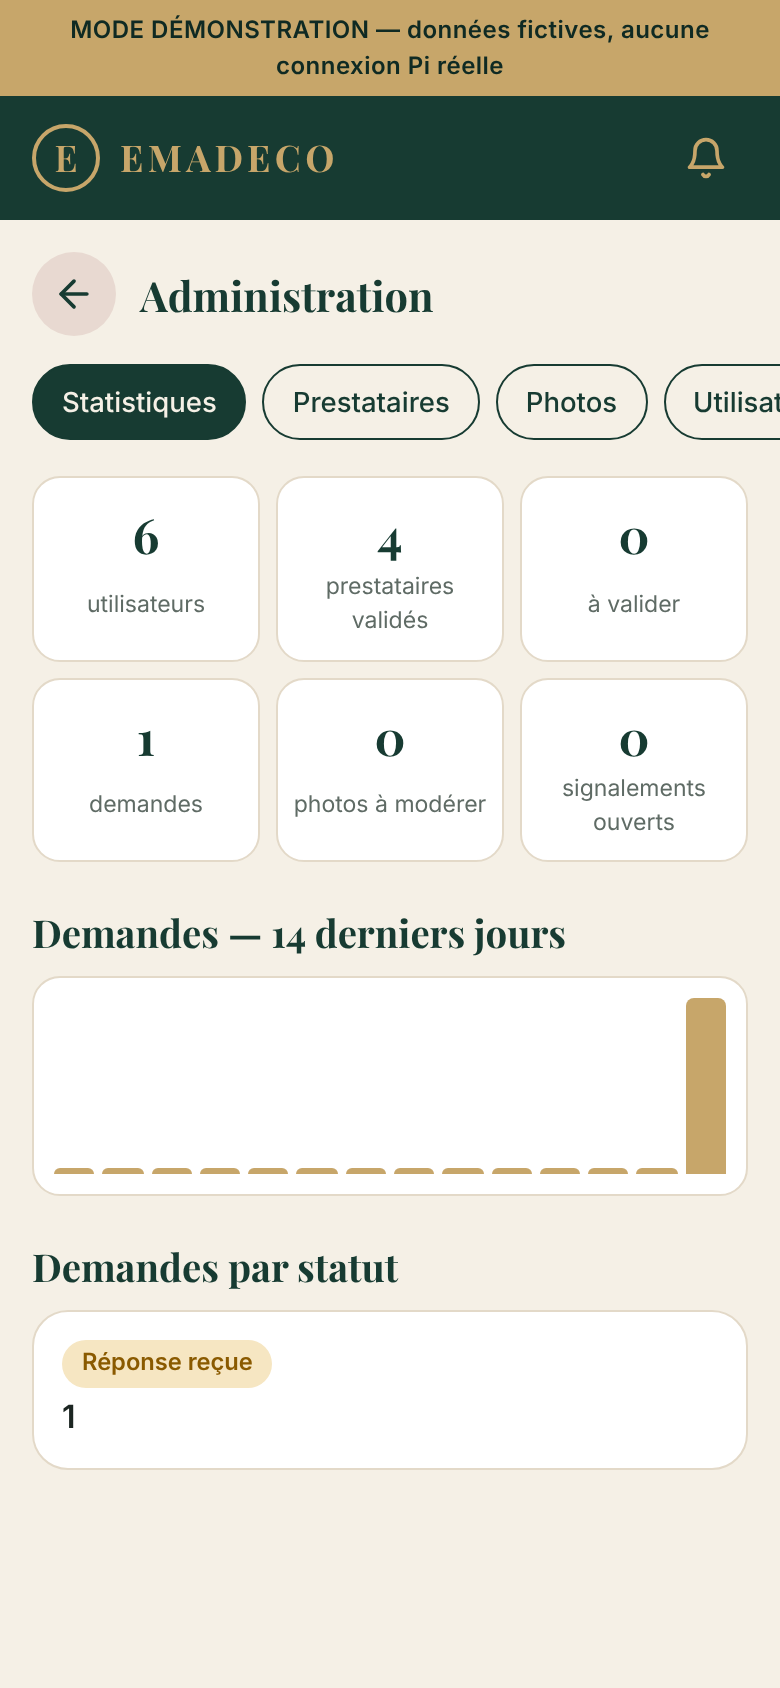 MODE DÉMONSTRATION — données fictives, aucune
connexion Pi réelle
E EMADECO
Administration
Statistiques Prestataires Photos Utilisat
6 4 0
utilisateurs prestataires validés à valider
1 0 0
demandes photos à modérer signalements ouverts
Demandes — 14 derniers jours
Demandes par statut
Réponse reçue
1